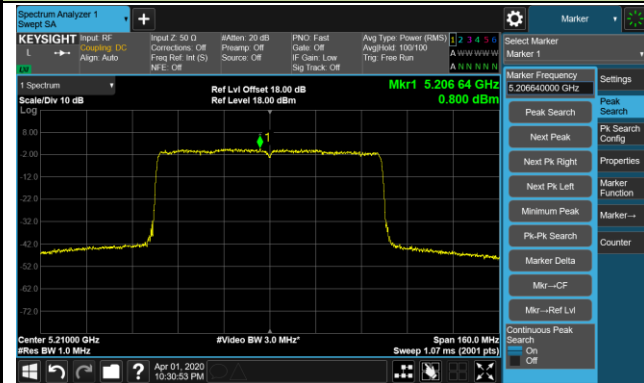 Spectrum Analyzer 1
Swept SA
+
Marker
KEYSIGHT
L
Input: RF
Coupling: DC
Align: Auto
Input Z: 50 Ω
Corrections: Off
Freq Ref: Int (S)
NFE: Off
#Atten: 20 dB
Preamp: Off
Source: Off
PNO: Fast
Gate: Off
IF Gain: Low
Sig Track: Off
Avg Type: Power (RMS)
Avg|Hold: 100/100
Trig: Free Run
1 2 3 4 5 6
A W W W W W
A N N N N N
Select Marker
Marker 1
1 Spectrum
Scale/Div 10 dB
Log
Ref Lvl Offset 18.00 dB
Ref Level 18.00 dBm
Mkr1 5.206 64 GHz
0.800 dBm
1
8.00
-2.00
-12.0
-22.0
-32.0
-42.0
-52.0
-62.0
-72.0
Center 5.21000 GHz
#Res BW 1.0 MHz
#Video BW 3.0 MHz*
Span 160.0 MHz
Sweep 1.07 ms (2001 pts)
Marker Frequency
5.206640000 GHz
Peak Search
Next Peak
Next Pk Right
Next Pk Left
Minimum Peak
Pk-Pk Search
Marker Delta
Mkr→CF
Mkr→Ref Lvl
Continuous Peak
Search
On
Off
Settings
Peak
Search
Pk Search
Config
Properties
Marker
Function
Marker→
Counter
?
Apr 01, 2020
10:30:53 PM